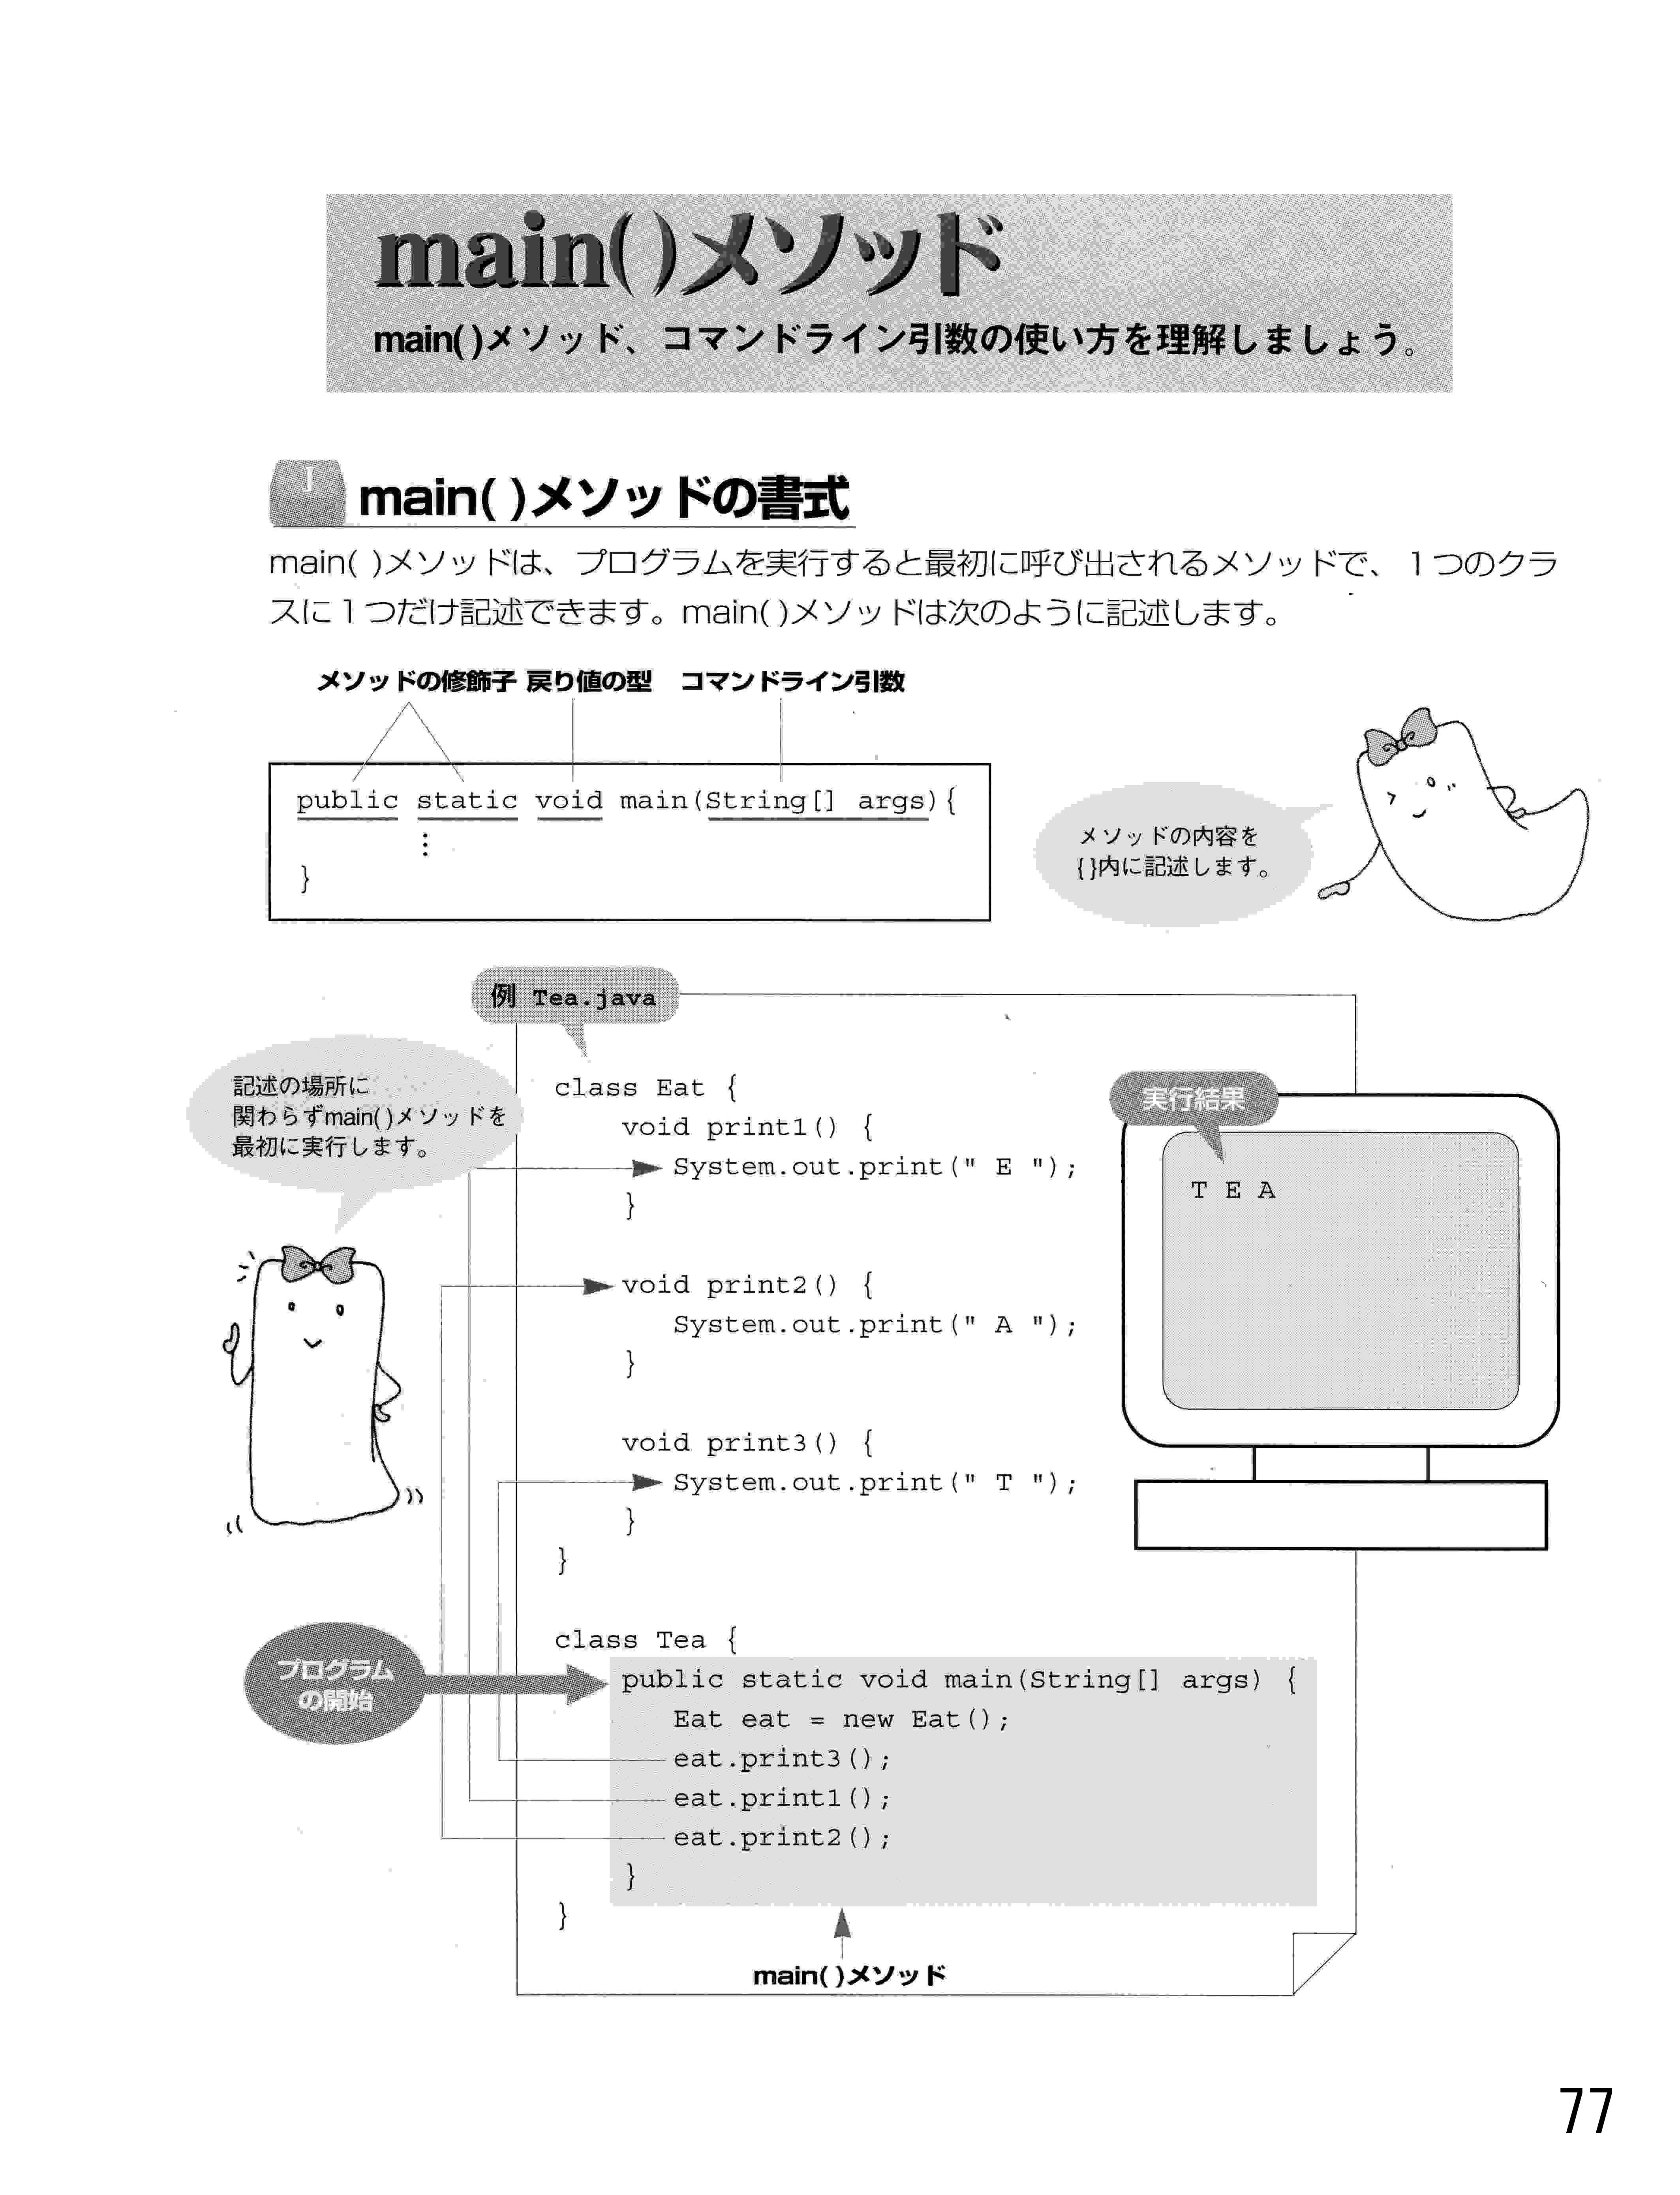 main()メソッド
main()メソッド、コマンドライン引数の使い方を理解しましょう。
J
main( )メソッドの書式
main( )メソッドは、プログラムを実行すると最初に呼び出されるメソッドで、１つのクラ
スに１つだけ記述できます。main( )メソッドは次のように記述します。
メソッドの修飾子 戻り値の型 コマンドライン引数
public static void main(String[] args){
⋮
}
メソッドの内容を
{}内に記述します。
例 Tea.java
記述の場所に
関わらずmain()メソッドを
最初に実行します。
class Eat {
void print1() {
System.out.print(" E ");
}
void print2() {
System.out.print(" A ");
}
void print3() {
System.out.print(" T ");
}
}
実行結果
T E A
プログラム
の開始
class Tea {
public static void main(String[] args) {
Eat eat = new Eat();
eat.print3();
eat.print1();
eat.print2();
}
}
main( )メソッド
77